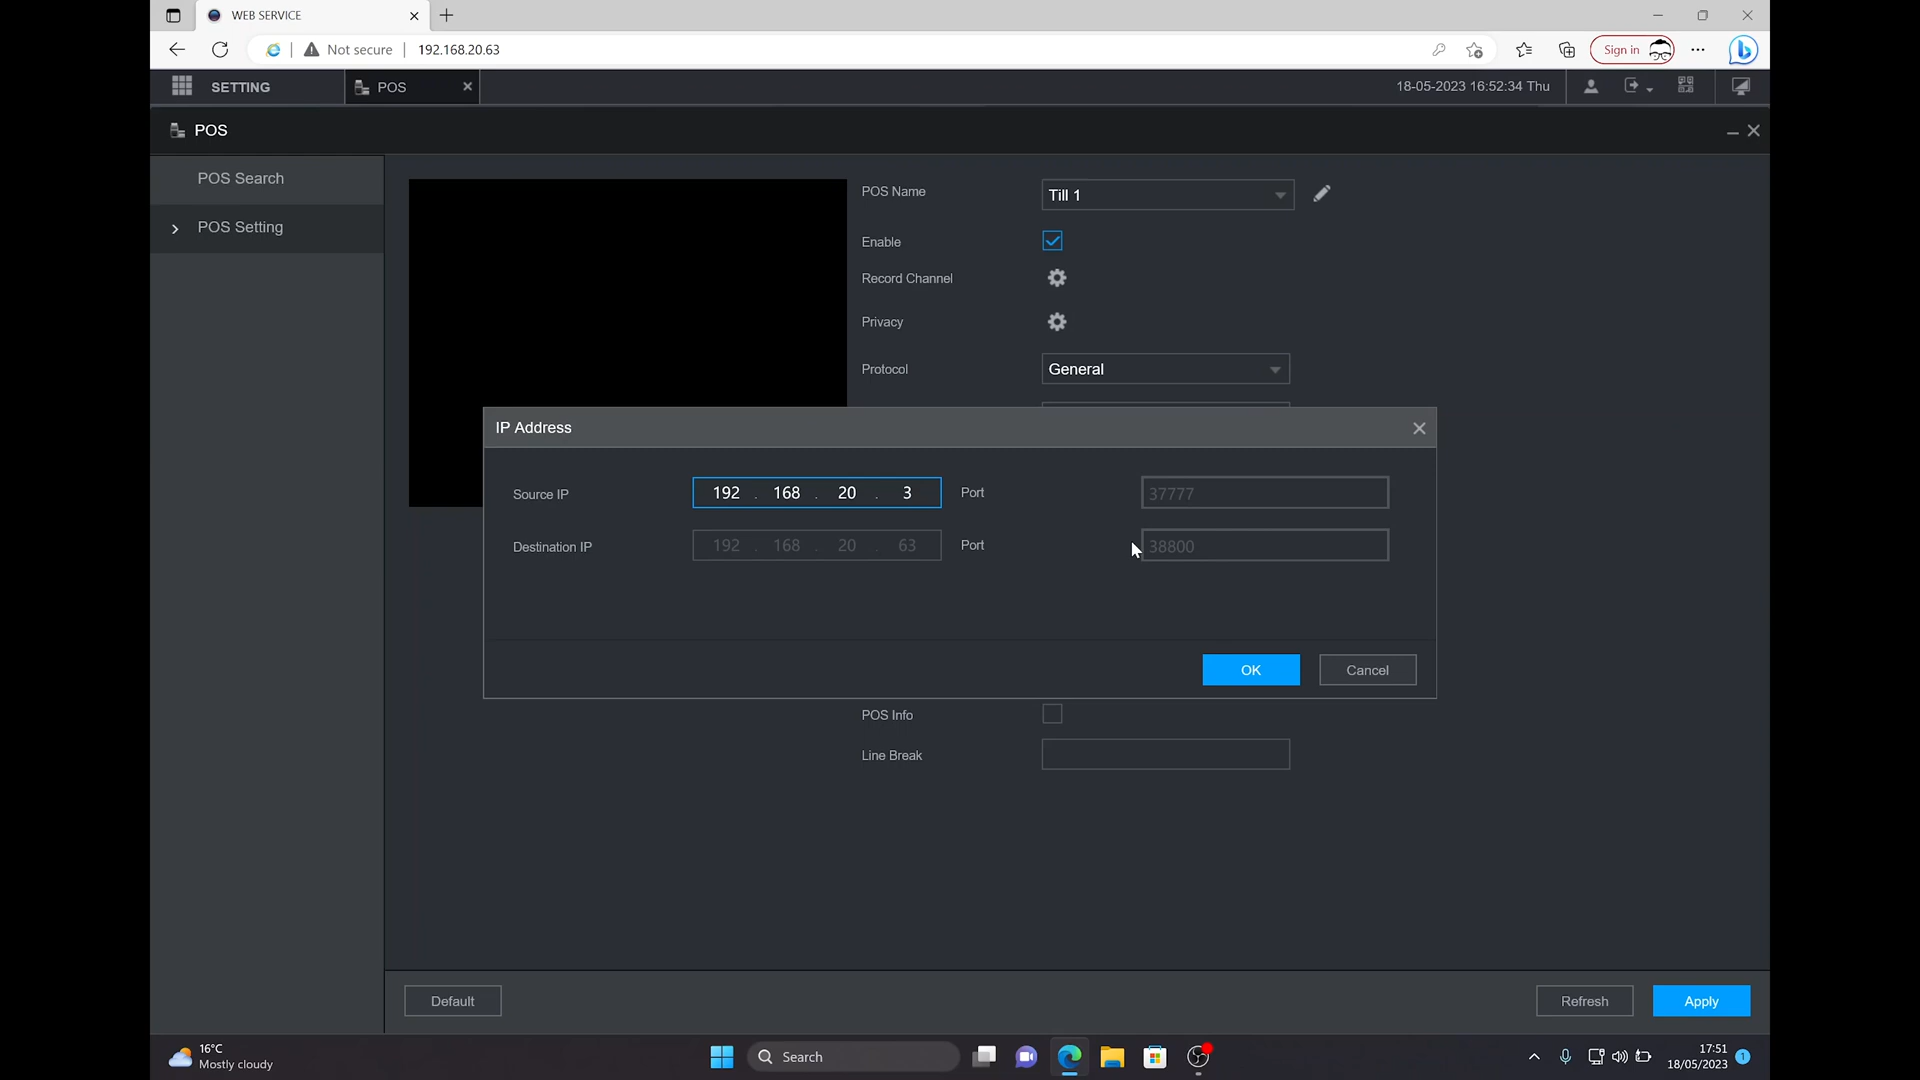 WEB SERVICE
Not secure
192.168.20.63
Sign in
SETTING
POS
18-05-2023 16:52:34 Thu
POS
POS Search
POS Setting
POS Name
Till 1
Enable
Record Channel
Privacy
Protocol
General
IP Address
Source IP
192 . 168 . 20 . 3
Port
37777
Destination IP
192 . 168 . 20 . 63
Port
38800
OK
Cancel
POS Info
Line Break
Default
Refresh
Apply
16°C
Mostly cloudy
Search
17:51
18/05/2023
1